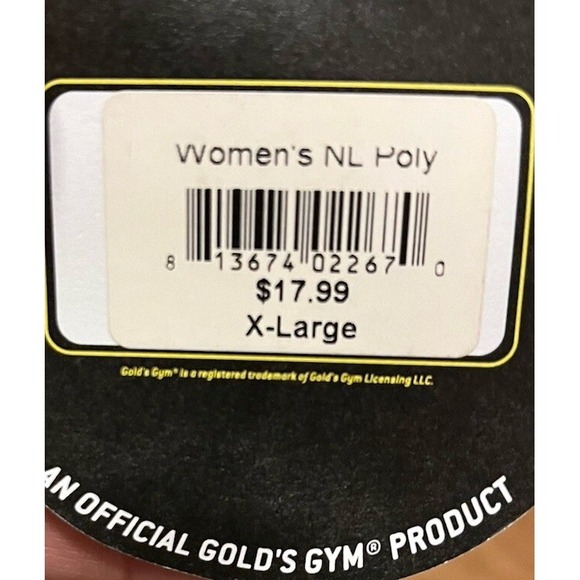 Women's NL Poly
8 13674 02267 0
$17.99
X-Large
Gold's Gym® is a registered trademark of Gold's Gym Licensing LLC.
AN OFFICIAL GOLD'S GYM® PRODUCT